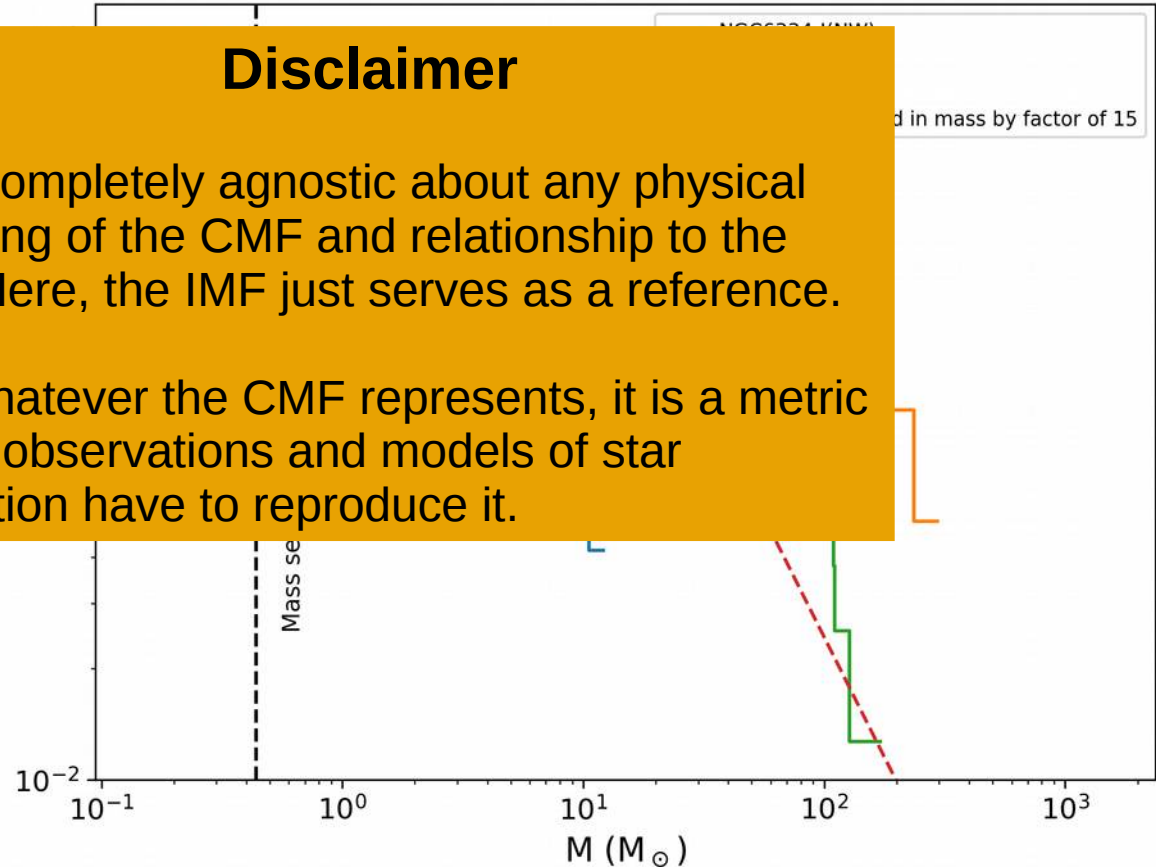 Disclaimer
d in mass by factor of 15
ompletely agnostic about any physical
ng of the CMF and relationship to the
ere, the IMF just serves as a reference.
hatever the CMF represents, it is a metric
observations and models of star
tion have to reproduce it.
Mass se
10⁻²
10⁻¹ 10⁰ 10¹ 10² 10³
M (M⊙)